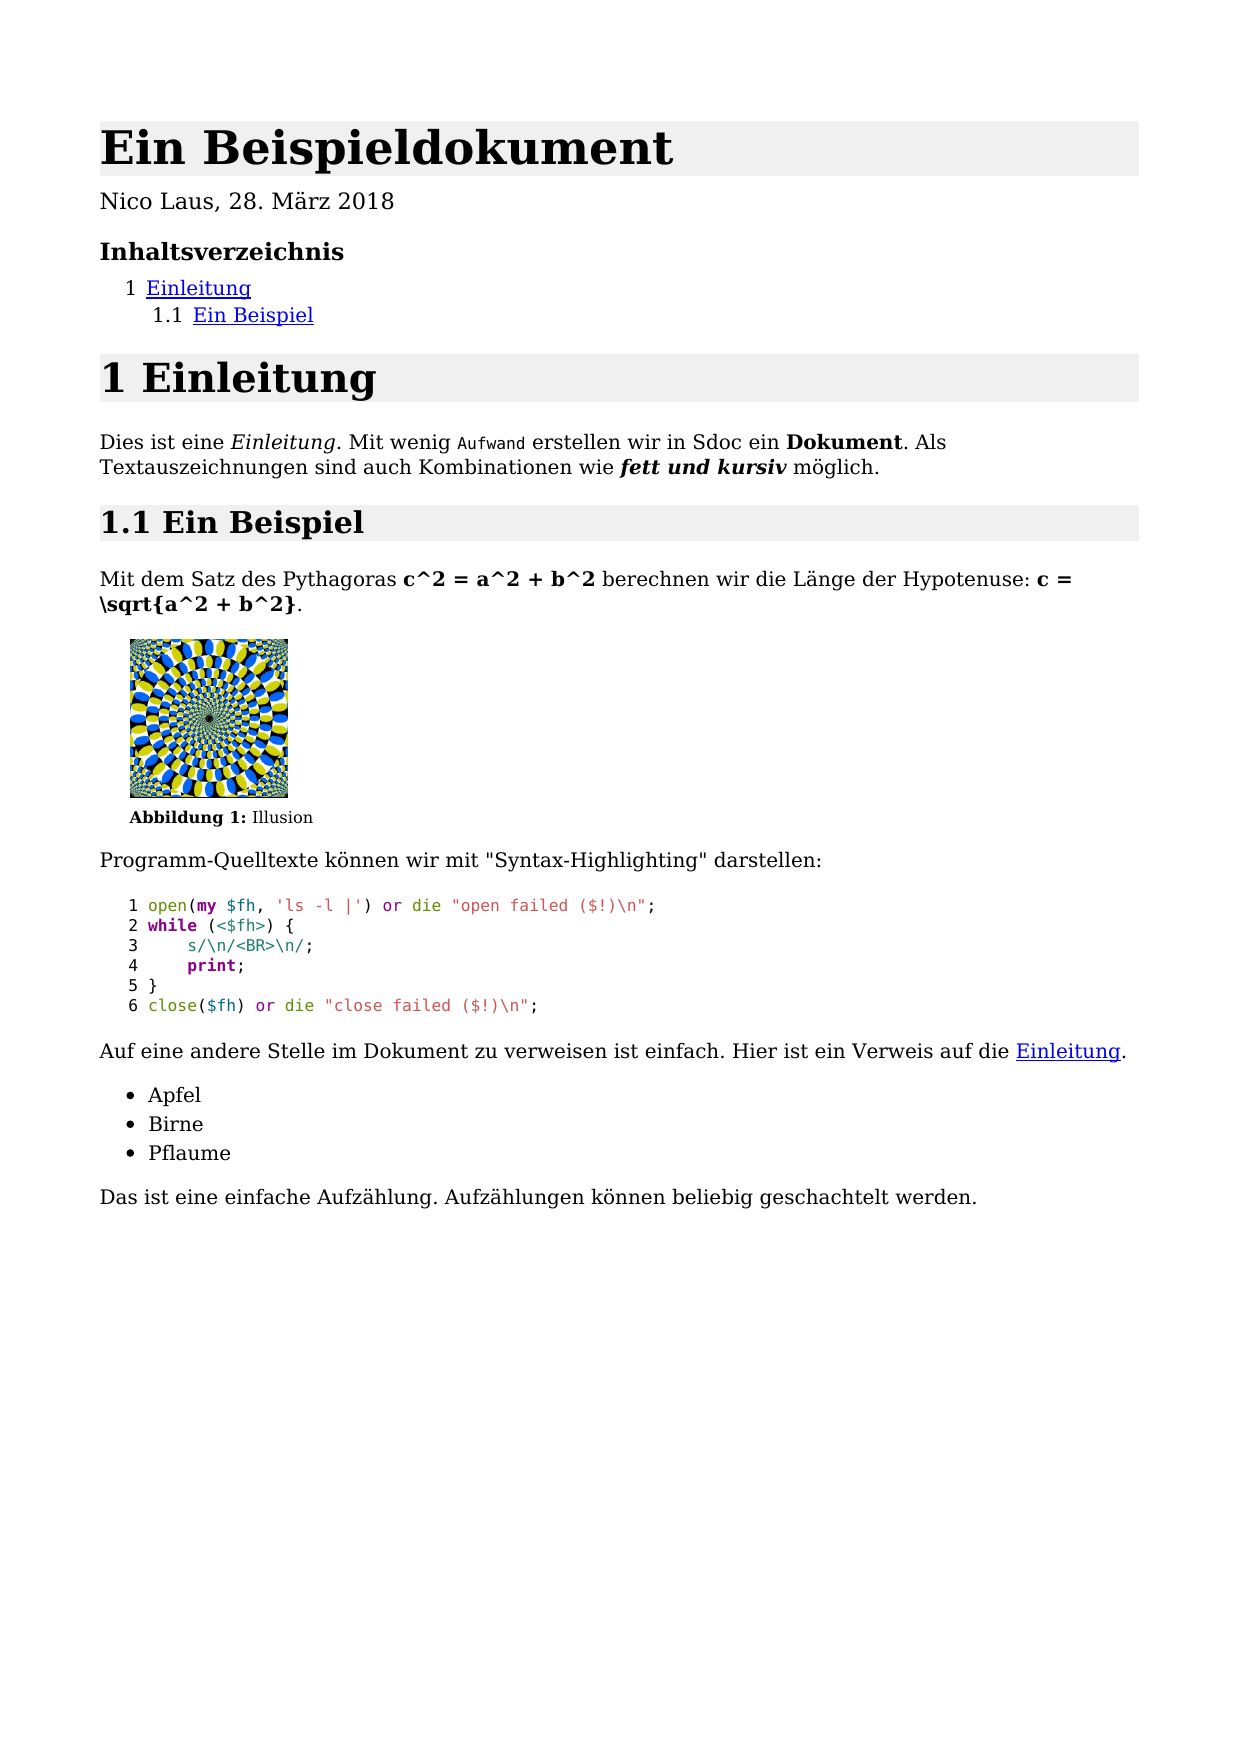 Ein Beispieldokument
Nico Laus, 28. März 2018
Inhaltsverzeichnis
1 Einleitung
1.1 Ein Beispiel
1 Einleitung
Dies ist eine Einleitung. Mit wenig Aufwand erstellen wir in Sdoc ein Dokument. Als
Textauszeichnungen sind auch Kombinationen wie fett und kursiv möglich.
1.1 Ein Beispiel
Mit dem Satz des Pythagoras c^2 = a^2 + b^2 berechnen wir die Länge der Hypotenuse: c =
\sqrt{a^2 + b^2}.
Abbildung 1: Illusion
Programm-Quelltexte können wir mit "Syntax-Highlighting" darstellen:
1 open(my $fh, 'ls -l |') or die "open failed ($!)\n";
2 while (<$fh>) {
3     s/\n/<BR>\n/;
4     print;
5 }
6 close($fh) or die "close failed ($!)\n";
Auf eine andere Stelle im Dokument zu verweisen ist einfach. Hier ist ein Verweis auf die Einleitung.
• Apfel
• Birne
• Pflaume
Das ist eine einfache Aufzählung. Aufzählungen können beliebig geschachtelt werden.